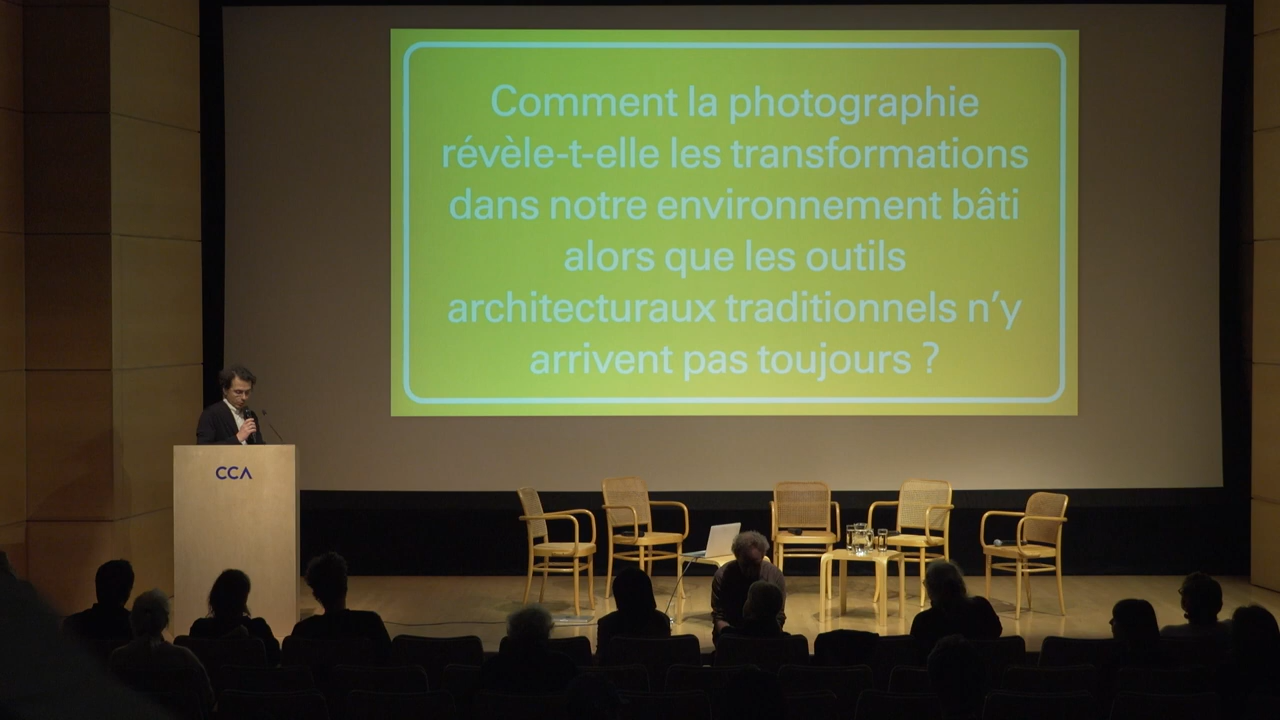 Comment la photographie
révèle-t-elle les transformations
dans notre environnement bâti
alors que les outils
architecturaux traditionnels n’y
arrivent pas toujours ?
CCA